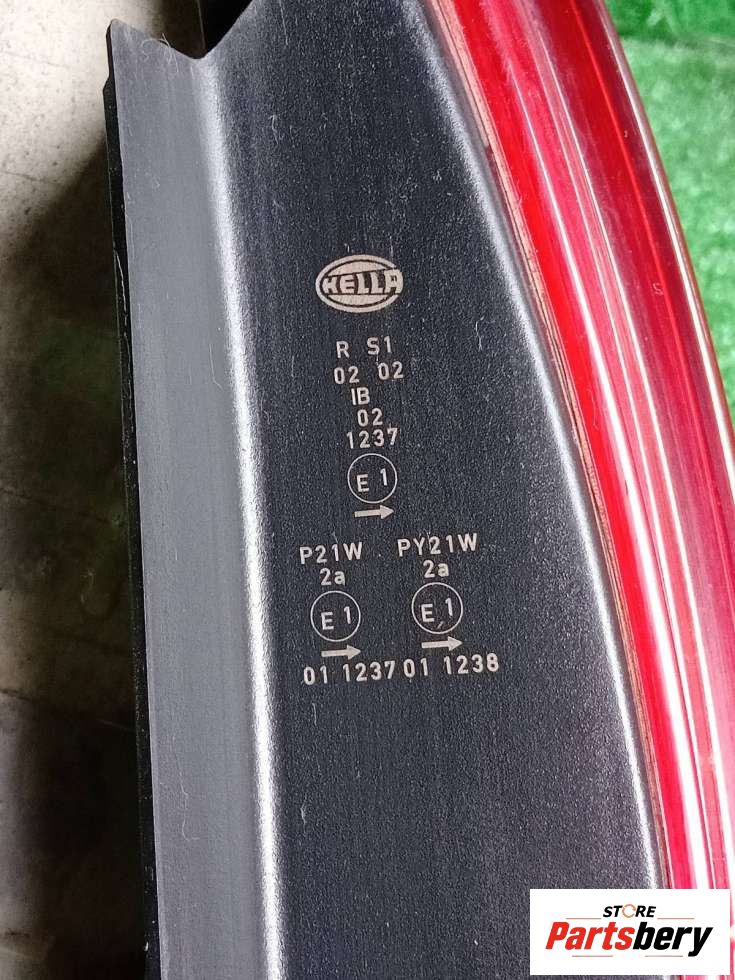 HELLA
R S1
02 02
IB
02
1237
E 1
P21W PY21W
2a 2a
E 1 E 1
01 1237 01 1238
S
STORE
Partsbery